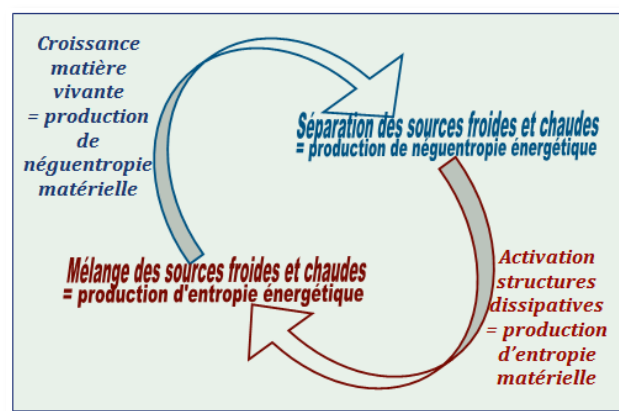 Croissance
matière
vivante
= production
de
néguentropie
matérielle
Séparation des sources froides et chaudes
= production de néguentropie énergétique
Mélange des sources froides et chaudes
= production d'entropie énergétique
Activation
structures
dissipatives
= production
d’entropie
matérielle